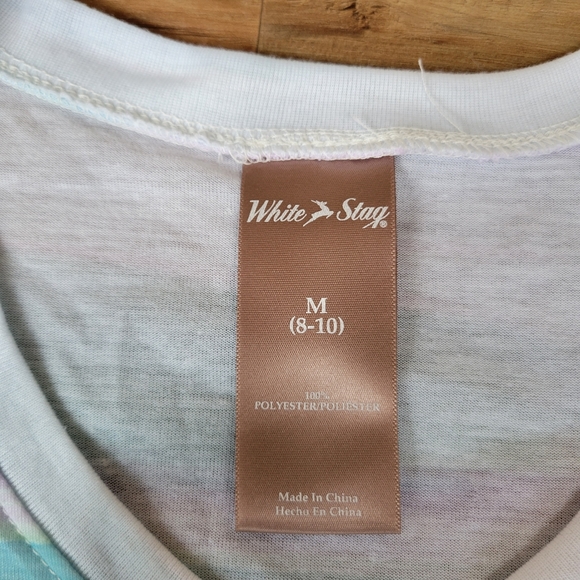 White Stag®
M
(8-10)
100%
POLYESTER/POLIESTER
Made In China
Hecho En China